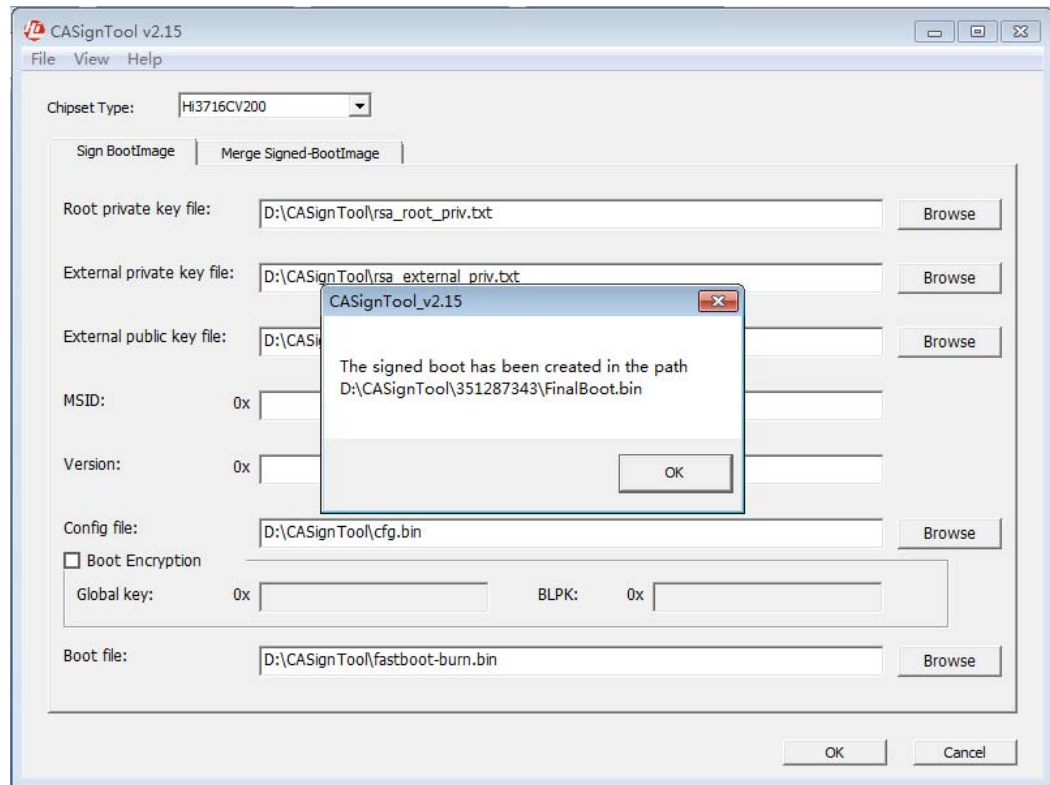 CASignTool v2.15
File View Help
Chipset Type: Hi3716CV200
Sign BootImage Merge Signed-BootImage
Root private key file: D:\CASignTool\rsa_root_priv.txt Browse
External private key file: D:\CASignTool\rsa_external_priv.txt Browse
CASignTool_v2.15
External public key file: D:\CASi Browse
The signed boot has been created in the path
D:\CASignTool\351287343\FinalBoot.bin
MSID: 0x
Version: 0x
OK
Config file: D:\CASignTool\cfg.bin Browse
Boot Encryption
Global key: 0x BLPK: 0x
Boot file: D:\CASignTool\fastboot-burn.bin Browse
OK Cancel